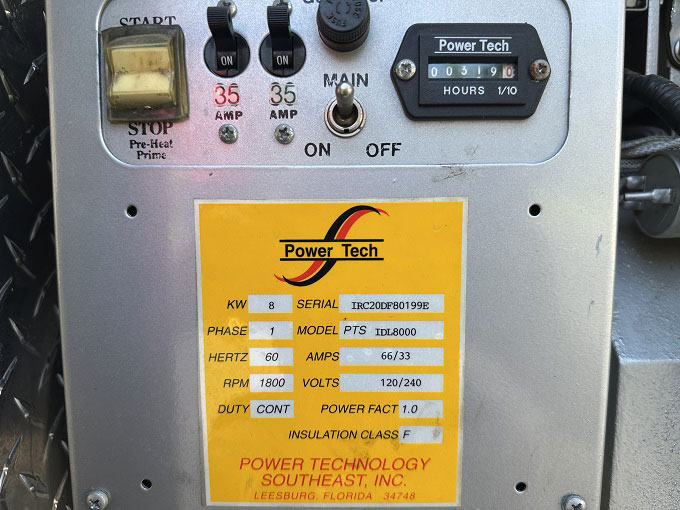 START
STOP
Pre-Heat
Prime
ON
ON
35
AMP
35
AMP
FUSE
FUSE
MAIN
ON OFF
Power Tech
0 0 3 1 9 0
HOURS 1/10
Power Tech
KW 8 SERIAL IRC20DF80199E
PHASE 1 MODEL PTS IDL8000
HERTZ 60 AMPS 66/33
RPM 1800 VOLTS 120/240
DUTY CONT POWER FACT 1.0
INSULATION CLASS F
POWER TECHNOLOGY
SOUTHEAST, INC.
LEESBURG, FLORIDA 34748